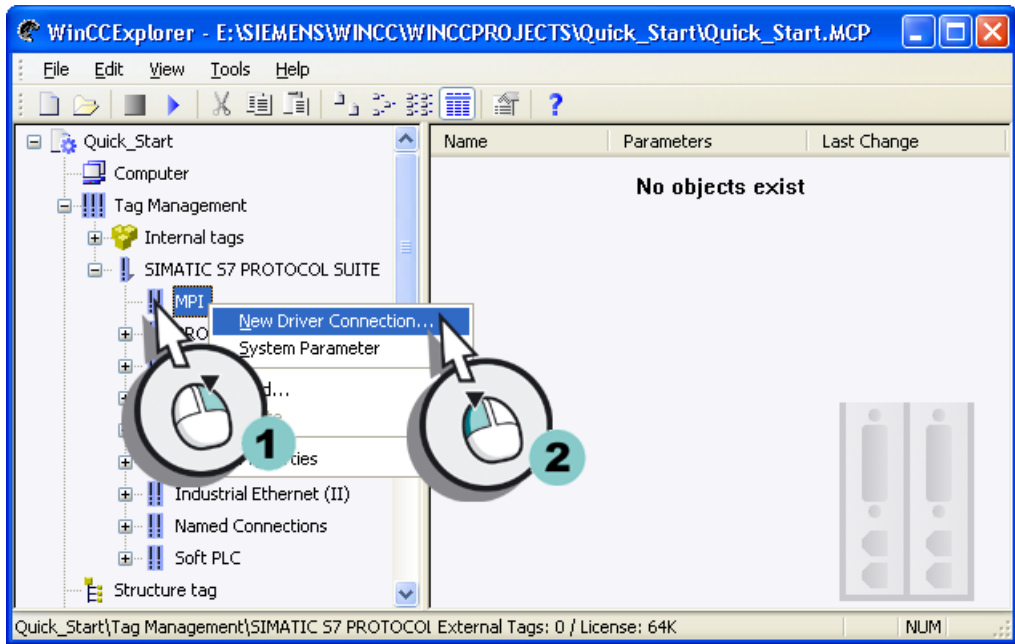 WinCCExplorer - E:\SIEMENS\WINCC\WINCCPROJECTS\Quick_Start\Quick_Start.MCP
File Edit View Tools Help
Quick_Start
Name Parameters Last Change
Computer
No objects exist
Tag Management
Internal tags
SIMATIC S7 PROTOCOL SUITE
MPI
New Driver Connection...
System Parameter
1
2
Industrial Ethernet (II)
Named Connections
Soft PLC
Structure tag
Quick_Start\Tag Management\SIMATIC S7 PROTOCOL External Tags: 0 / License: 64K NUM